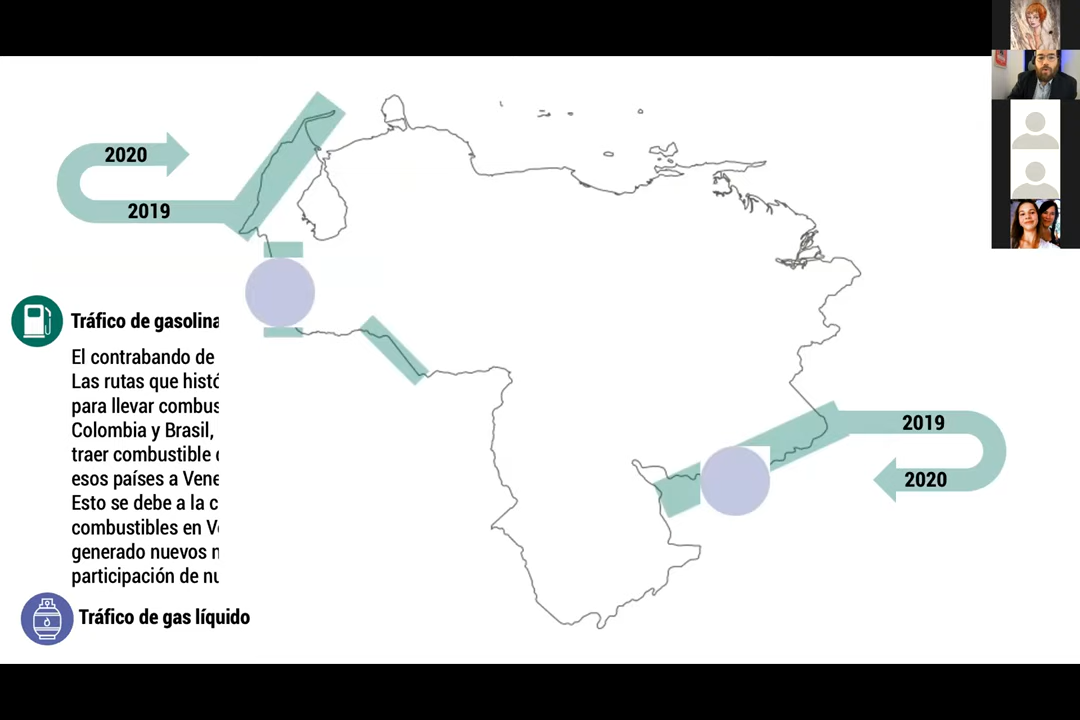 2020
2019
Tráfico de gasolina
El contrabando de
Las rutas que histó
para llevar combus
Colombia y Brasil,
traer combustible
esos países a Vene
Esto se debe a la c
combustibles en V
generado nuevos
participación de nu
Tráfico de gas líquido
2019
2020